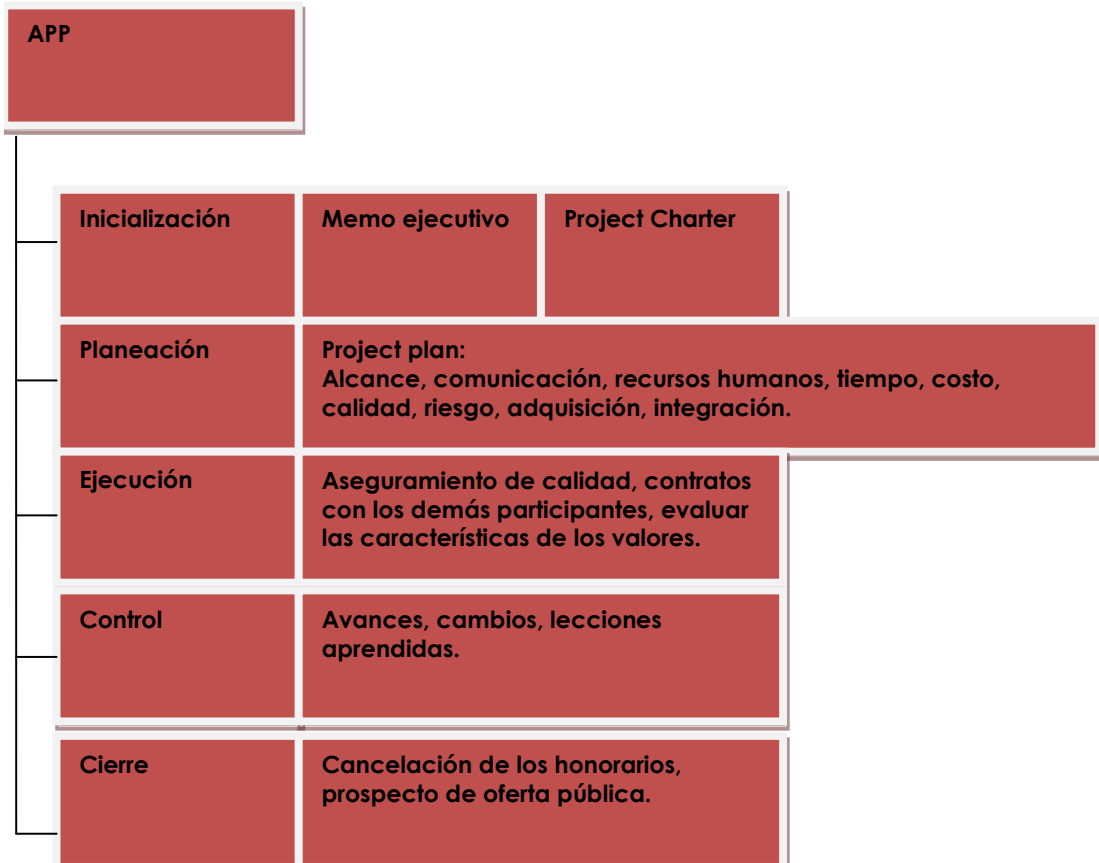 APP
Inicialización
Memo ejecutivo
Project Charter
Planeación
Project plan:
Alcance, comunicación, recursos humanos, tiempo, costo,
calidad, riesgo, adquisición, integración.
Ejecución
Aseguramiento de calidad, contratos
con los demás participantes, evaluar
las características de los valores.
Control
Avances, cambios, lecciones
aprendidas.
Cierre
Cancelación de los honorarios,
prospecto de oferta pública.